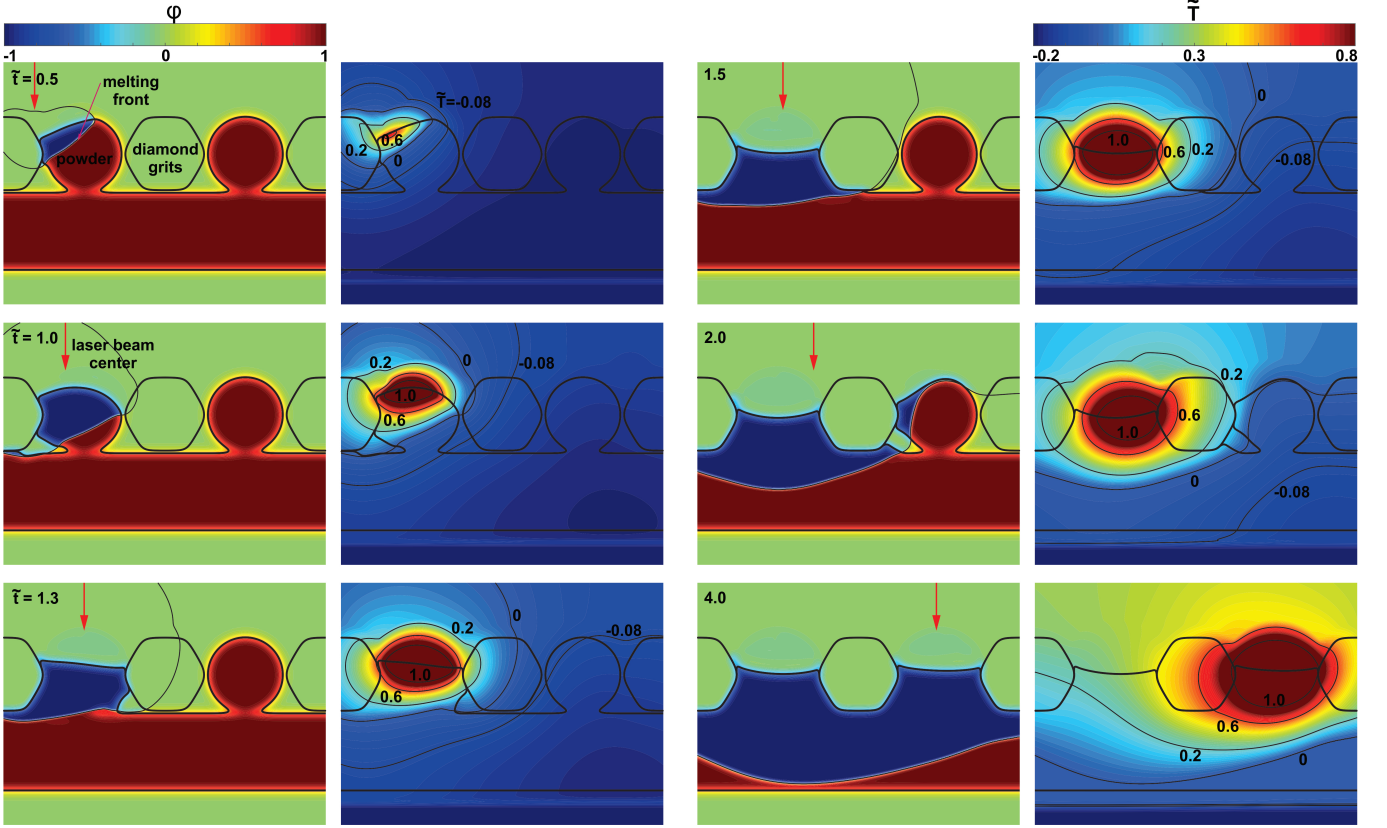 φ
-1 0 1
T̃
-0.2 0.3 0.8
t̃ = 0.5
melting
front
powder
diamond
grits
T̃=-0.08
0.6
0.2
0
1.5
0
1.0
0.6
0.2
-0.08
t̃ = 1.0
laser beam
center
0.2
0
-0.08
1.0
0.6
2.0
0.2
0.6
1.0
0
-0.08
t̃ = 1.3
0
0.2
-0.08
1.0
0.6
4.0
1.0
0.6
0.2
0